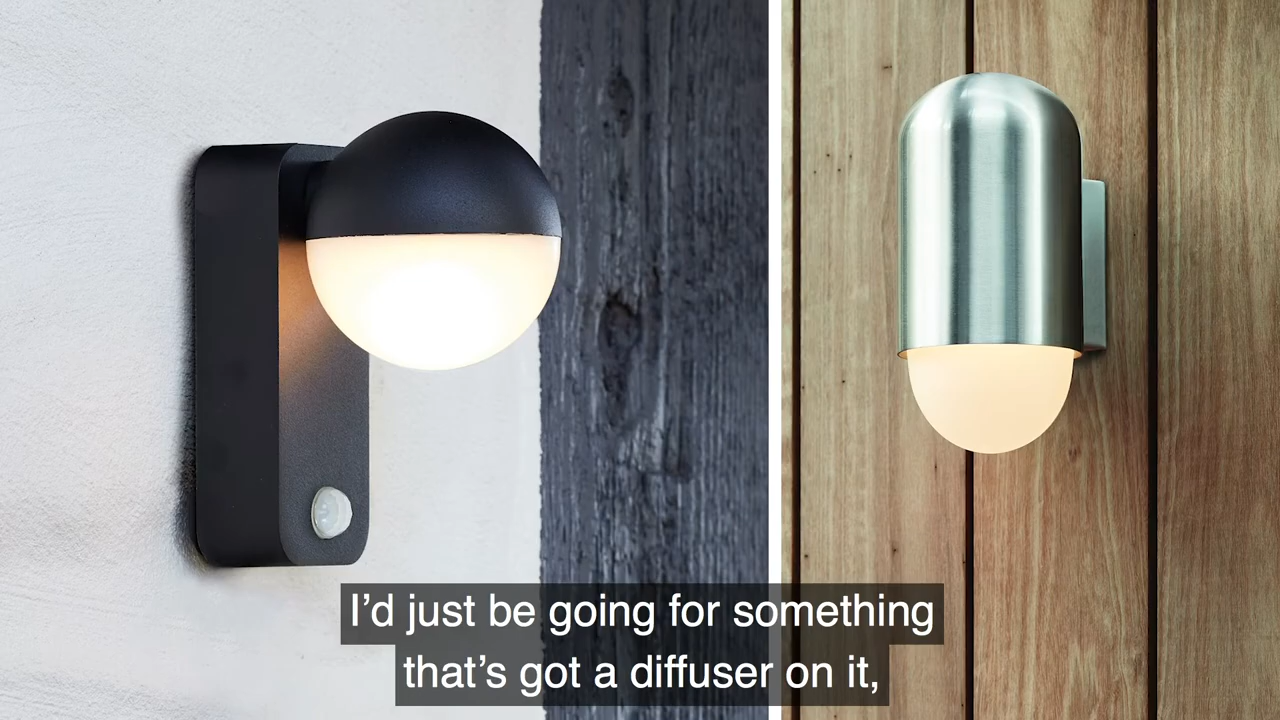 I’d just be going for something
that’s got a diffuser on it,